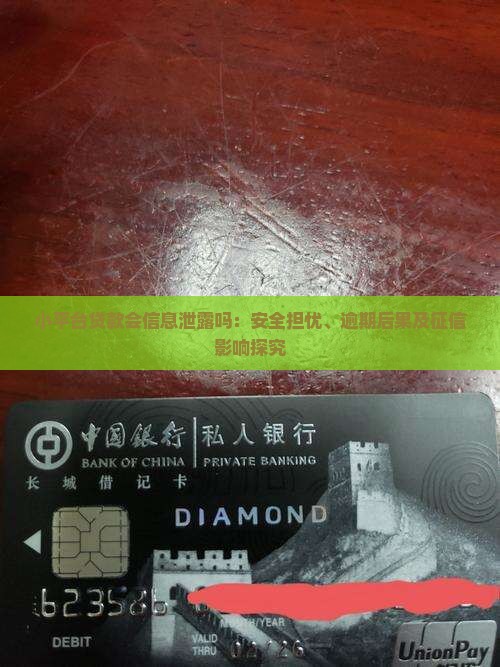 小平台贷款会信息泄露吗：安全担忧、逾期后果及征信
影响探究
中国银行 私人银行
BANK OF CHINA PRIVATE BANKING
长城借记卡
DIAMOND
623586
MONTH/YEAR
DEBIT
VALID
THRU
UnionPay